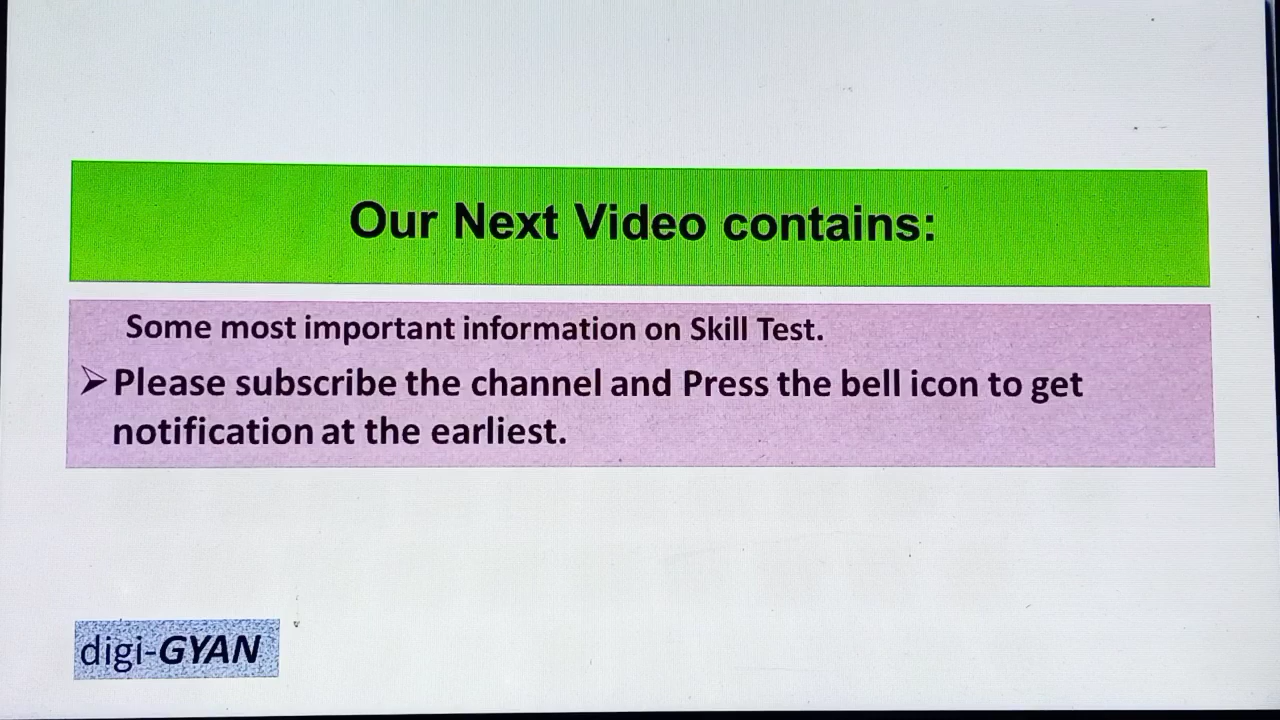 Our Next Video contains:
Some most important information on Skill Test.
➢Please subscribe the channel and Press the bell icon to get
notification at the earliest.
digi-GYAN